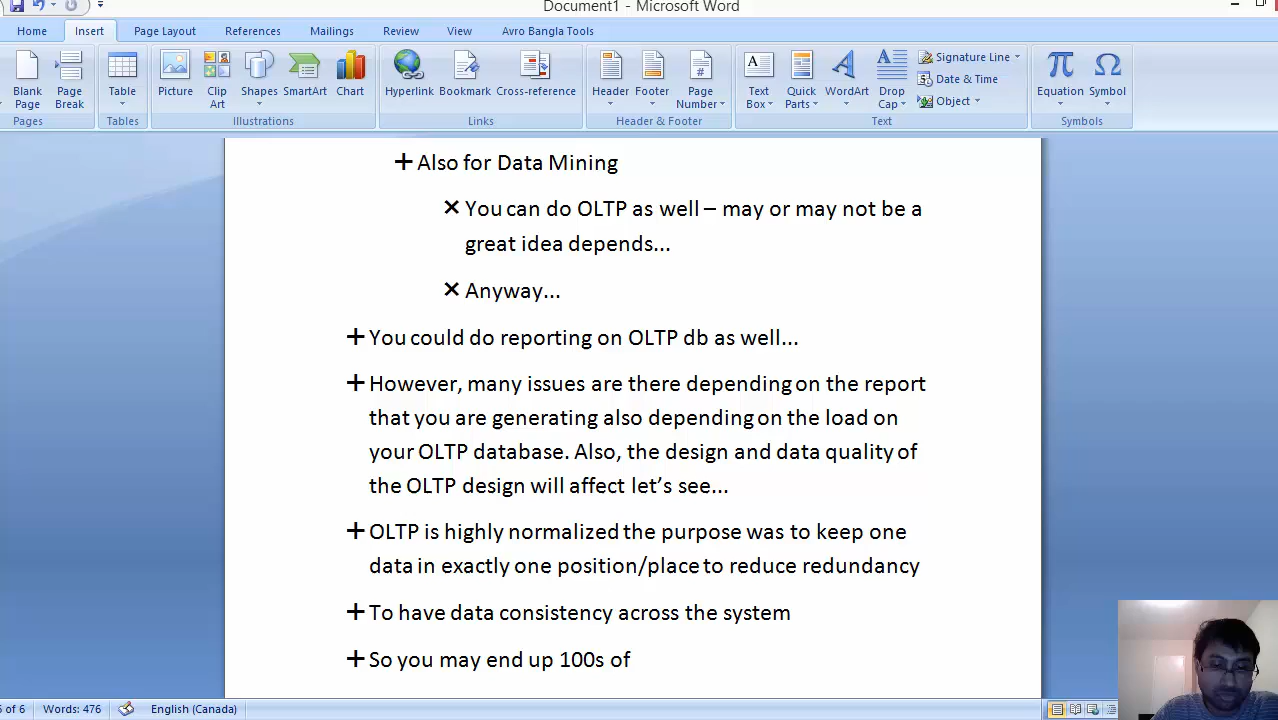 Document1 - Microsoft Word
Home Insert Page Layout References Mailings Review View Avro Bangla Tools
Blank Page
Page Break
Table
Picture
Clip Art
Shapes
SmartArt
Chart
Hyperlink
Bookmark
Cross-reference
Header
Footer
Page Number
Text Box
Quick Parts
WordArt
Drop Cap
Signature Line
Date & Time
Object
Equation
Symbol
Pages Tables Illustrations Links Header & Footer Text Symbols
Also for Data Mining
You can do OLTP as well – may or may not be a
great idea depends...
Anyway...
You could do reporting on OLTP db as well...
However, many issues are there depending on the report
that you are generating also depending on the load on
your OLTP database. Also, the design and data quality of
the OLTP design will affect let's see...
OLTP is highly normalized the purpose was to keep one
data in exactly one position/place to reduce redundancy
To have data consistency across the system
So you may end up 100s of
of 6 Words: 476 English (Canada)